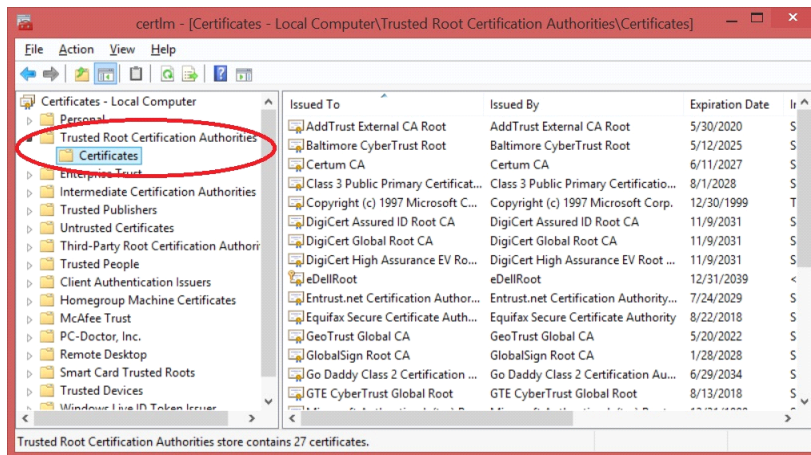 certlm - [Certificates - Local Computer\Trusted Root Certification Authorities\Certificates]
File Action View Help
Certificates - Local Computer
Personal
Trusted Root Certification Authorities
Certificates
Enterprise Trust
Intermediate Certification Authorities
Trusted Publishers
Untrusted Certificates
Third-Party Root Certification Authori
Trusted People
Client Authentication Issuers
Homegroup Machine Certificates
McAfee Trust
PC-Doctor, Inc.
Remote Desktop
Smart Card Trusted Roots
Trusted Devices
Windows Live ID Token Issuer
Issued To Issued By Expiration Date Ir
AddTrust External CA Root AddTrust External CA Root 5/30/2020 S
Baltimore CyberTrust Root Baltimore CyberTrust Root 5/12/2025 S
Certum CA Certum CA 6/11/2027 S
Class 3 Public Primary Certificat... Class 3 Public Primary Certificatio... 8/1/2028 S
Copyright (c) 1997 Microsoft C... Copyright (c) 1997 Microsoft Corp. 12/30/1999 T
DigiCert Assured ID Root CA DigiCert Assured ID Root CA 11/9/2031 S
DigiCert Global Root CA DigiCert Global Root CA 11/9/2031 S
DigiCert High Assurance EV Ro... DigiCert High Assurance EV Root ... 11/9/2031 S
eDellRoot eDellRoot 12/31/2039 <
Entrust.net Certification Author... Entrust.net Certification Authority... 7/24/2029 S
Equifax Secure Certificate Auth... Equifax Secure Certificate Authority 8/22/2018 S
GeoTrust Global CA GeoTrust Global CA 5/20/2022 S
GlobalSign Root CA GlobalSign Root CA 1/28/2028 S
Go Daddy Class 2 Certification ... Go Daddy Class 2 Certification Au... 6/29/2034 S
GTE CyberTrust Global Root GTE CyberTrust Global Root 8/13/2018 S
Trusted Root Certification Authorities store contains 27 certificates.